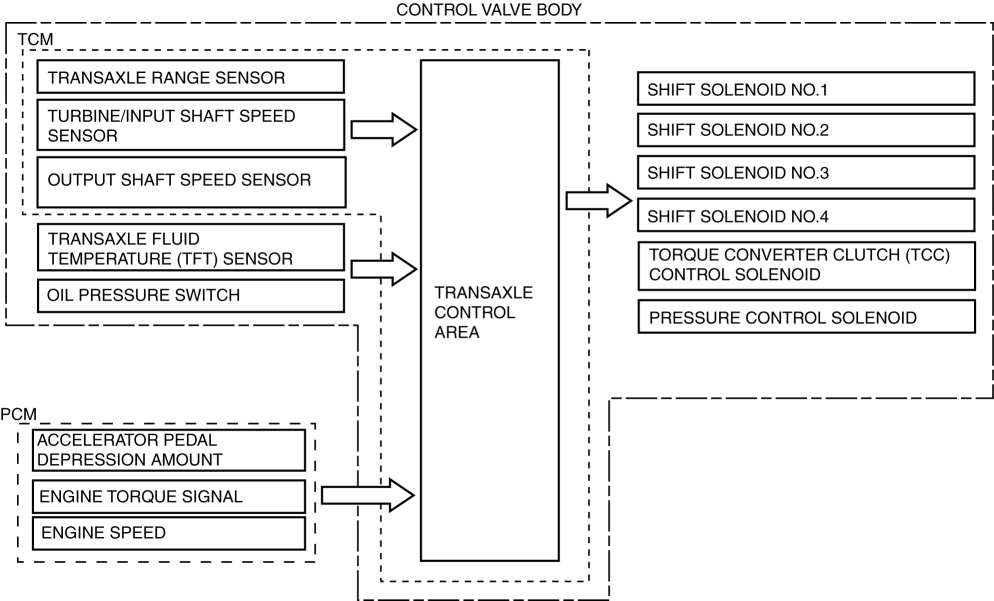 CONTROL VALVE BODY
TCM
TRANSAXLE RANGE SENSOR
TURBINE/INPUT SHAFT SPEED
SENSOR
OUTPUT SHAFT SPEED SENSOR
TRANSAXLE FLUID
TEMPERATURE (TFT) SENSOR
OIL PRESSURE SWITCH
PCM
ACCELERATOR PEDAL
DEPRESSION AMOUNT
ENGINE TORQUE SIGNAL
ENGINE SPEED
TRANSAXLE
CONTROL
AREA
SHIFT SOLENOID NO.1
SHIFT SOLENOID NO.2
SHIFT SOLENOID NO.3
SHIFT SOLENOID NO.4
TORQUE CONVERTER CLUTCH (TCC)
CONTROL SOLENOID
PRESSURE CONTROL SOLENOID